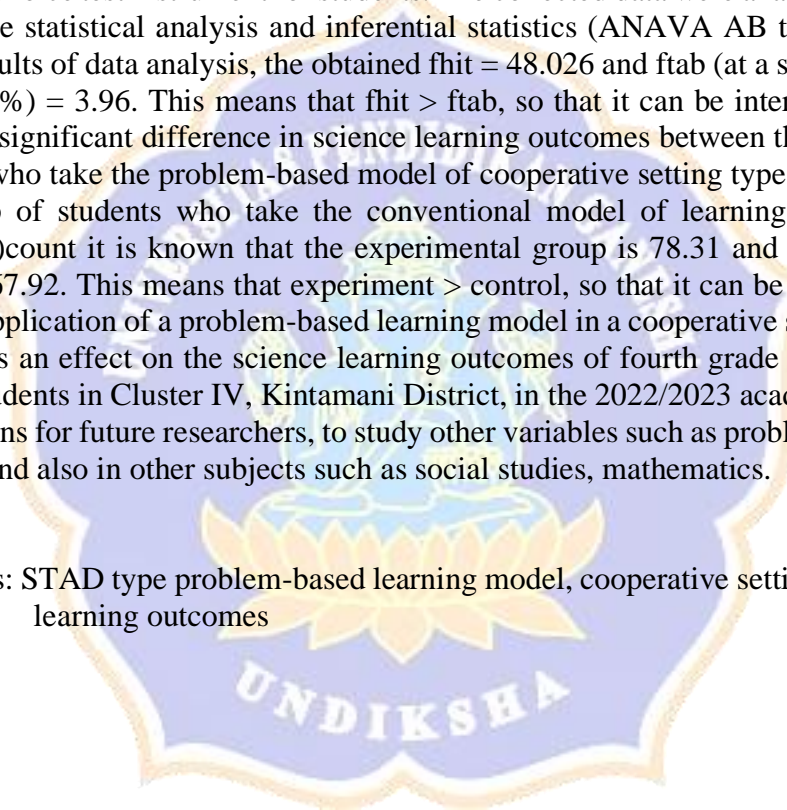 e statistical analysis and inferential statistics (ANAVA AB t
ults of data analysis, the obtained fhit = 48.026 and ftab (at a s
%) = 3.96. This means that fhit > ftab, so that it can be inter
significant difference in science learning outcomes between th
who take the problem-based model of cooperative setting type
of students who take the conventional model of learning
)count it is known that the experimental group is 78.31 and
57.92. This means that experiment > control, so that it can be
pplication of a problem-based learning model in a cooperative s
s an effect on the science learning outcomes of fourth grade
udents in Cluster IV, Kintamani District, in the 2022/2023 acad
ns for future researchers, to study other variables such as probl
nd also in other subjects such as social studies, mathematics.
s: STAD type problem-based learning model, cooperative setti
learning outcomes
UNIVERSITAS PENDIDIKAN GANESHA
UNDIKSHA